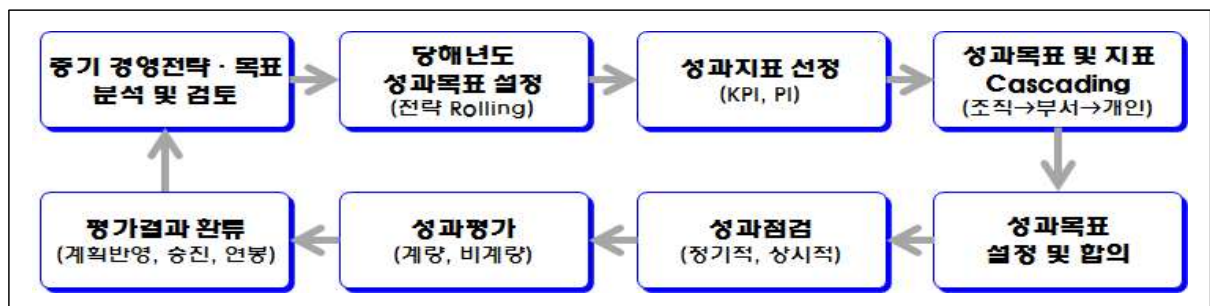 중기 경영전략 · 목표
분석 및 검토
당해년도
성과목표 설정
(전략 Rolling)
성과지표 선정
(KPI, PI)
성과목표 및 지표
Cascading
(조직→부서→개인)
평가결과 환류
(계획반영, 승진, 연봉)
성과평가
(계량, 비계량)
성과점검
(정기적, 상시적)
성과목표
설정 및 합의